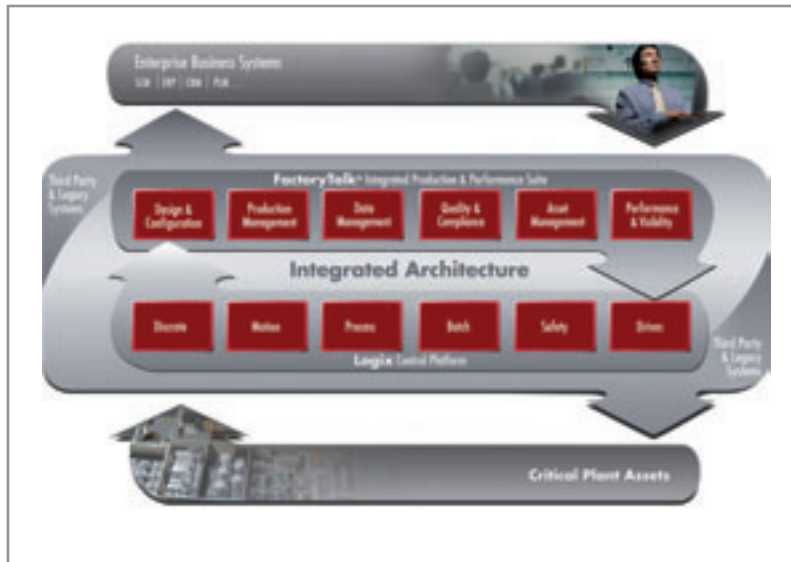 Enterprise Business Systems
SCM | ERP | CRM | PLM
Third Party
& Legacy
Systems
FactoryTalk™ Integrated Production & Performance Suite
Design &
Configuration
Production
Management
Data
Management
Quality &
Compliance
Asset
Management
Performance
& Visibility
Integrated Architecture
Discrete
Motion
Process
Batch
Safety
Drives
Logix Control Platform
Third Party
& Legacy
Systems
Critical Plant Assets